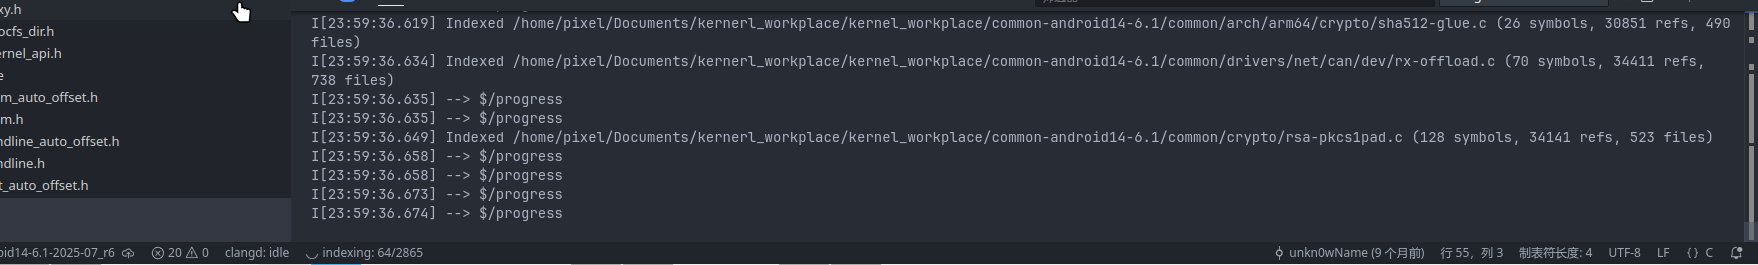 xy.h
ocfs_dir.h
ernel_api.h
e
m_auto_offset.h
m.h
ndline_auto_offset.h
ndline.h
t_auto_offset.h
I[23:59:36.619] Indexed /home/pixel/Documents/kernerl_workplace/kernel_workplace/common-android14-6.1/common/arch/arm64/crypto/sha512-glue.c (26 symbols, 30851 refs, 490
files)
I[23:59:36.634] Indexed /home/pixel/Documents/kernerl_workplace/kernel_workplace/common-android14-6.1/common/drivers/net/can/dev/rx-offload.c (70 symbols, 34411 refs,
738 files)
I[23:59:36.635] --> $/progress
I[23:59:36.635] --> $/progress
I[23:59:36.649] Indexed /home/pixel/Documents/kernerl_workplace/kernel_workplace/common-android14-6.1/common/crypto/rsa-pkcs1pad.c (128 symbols, 34141 refs, 523 files)
I[23:59:36.658] --> $/progress
I[23:59:36.658] --> $/progress
I[23:59:36.673] --> $/progress
I[23:59:36.674] --> $/progress
oid14-6.1-2025-07_r6 20 0 clangd: idle indexing: 64/2865 unkn0wName (9 个月前) 行 55，列 3 制表符长度: 4 UTF-8 LF {} C